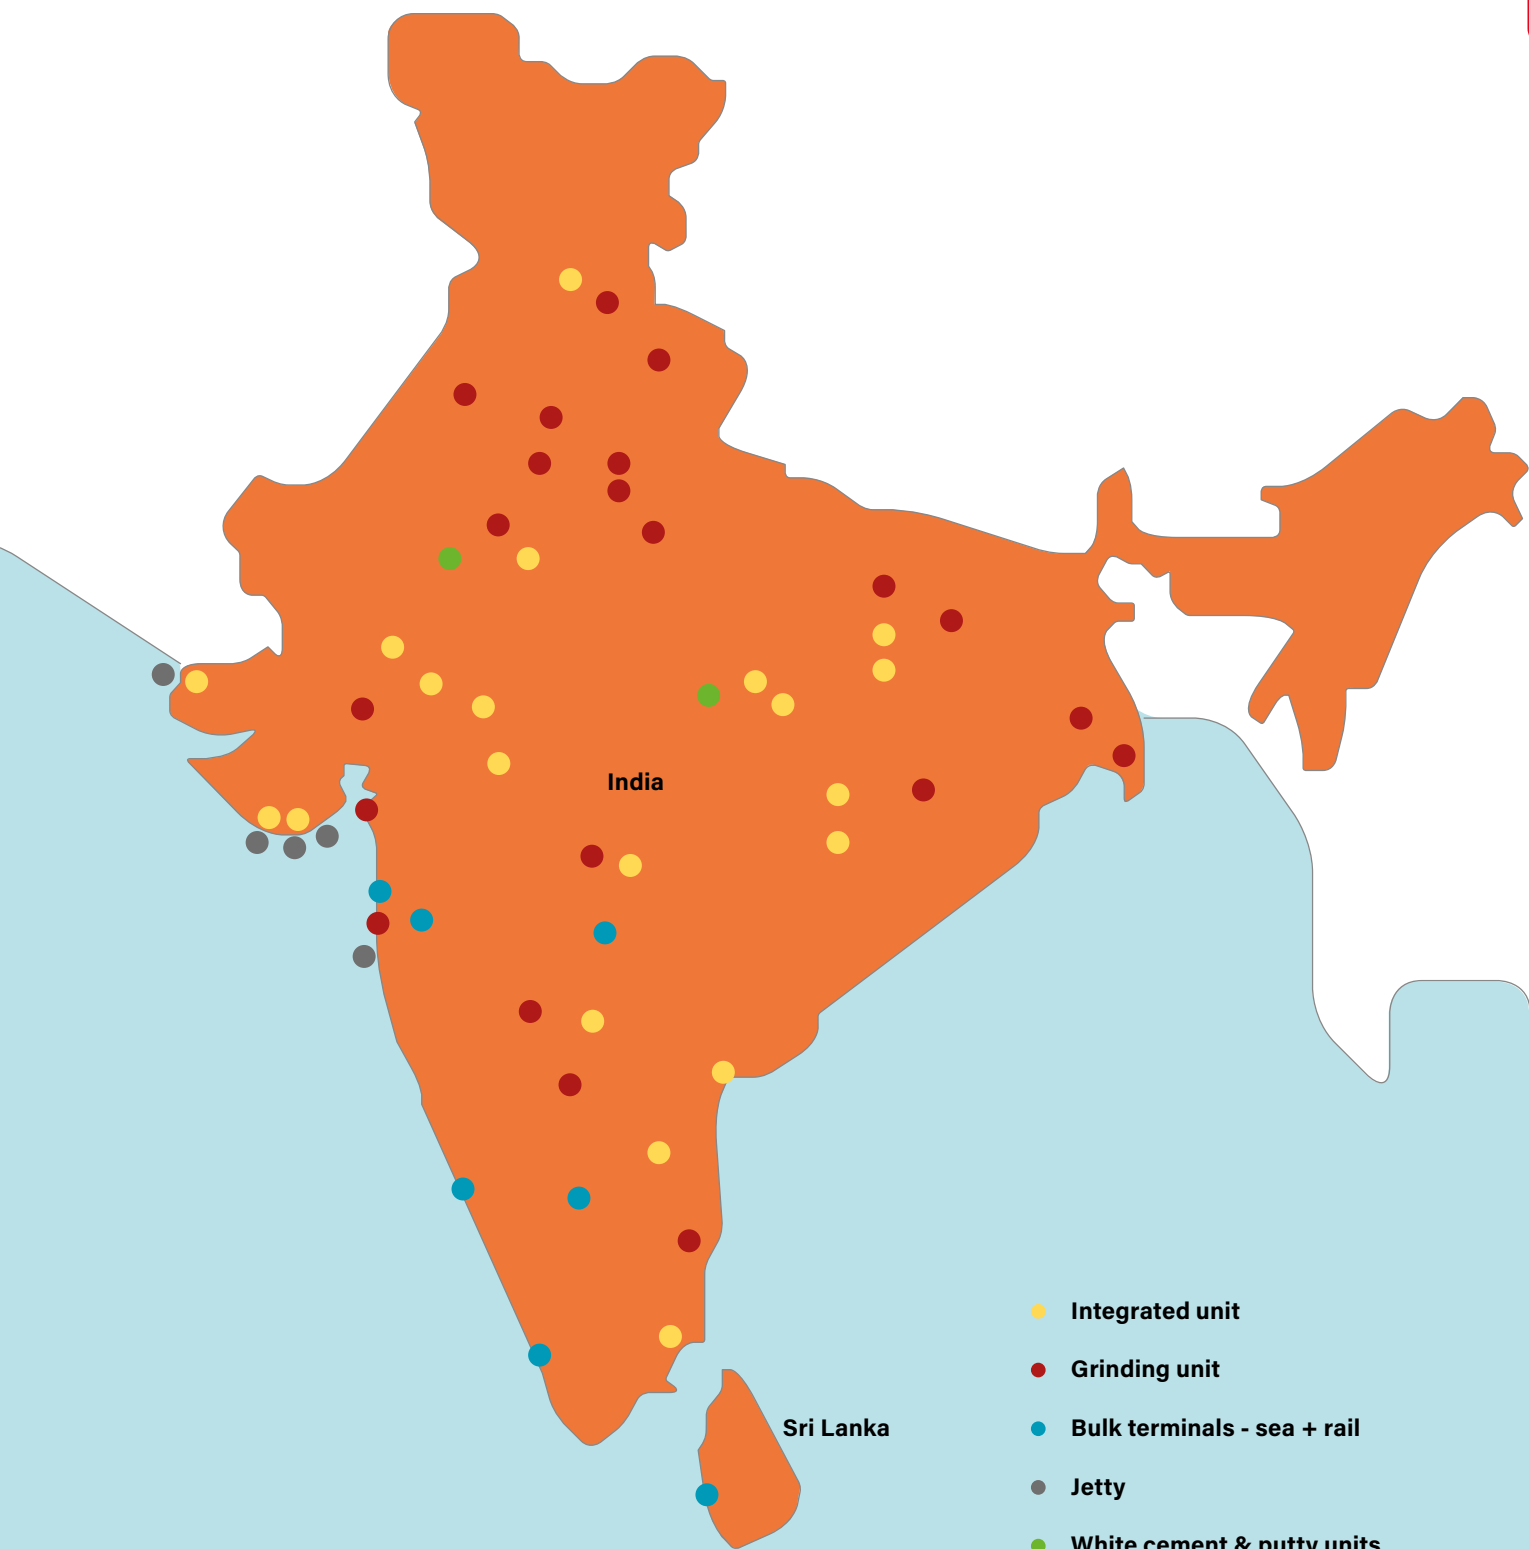 India
Integrated unit
Grinding unit
Sri Lanka
Bulk terminals - sea + rail
Jetty
White cement & putty units